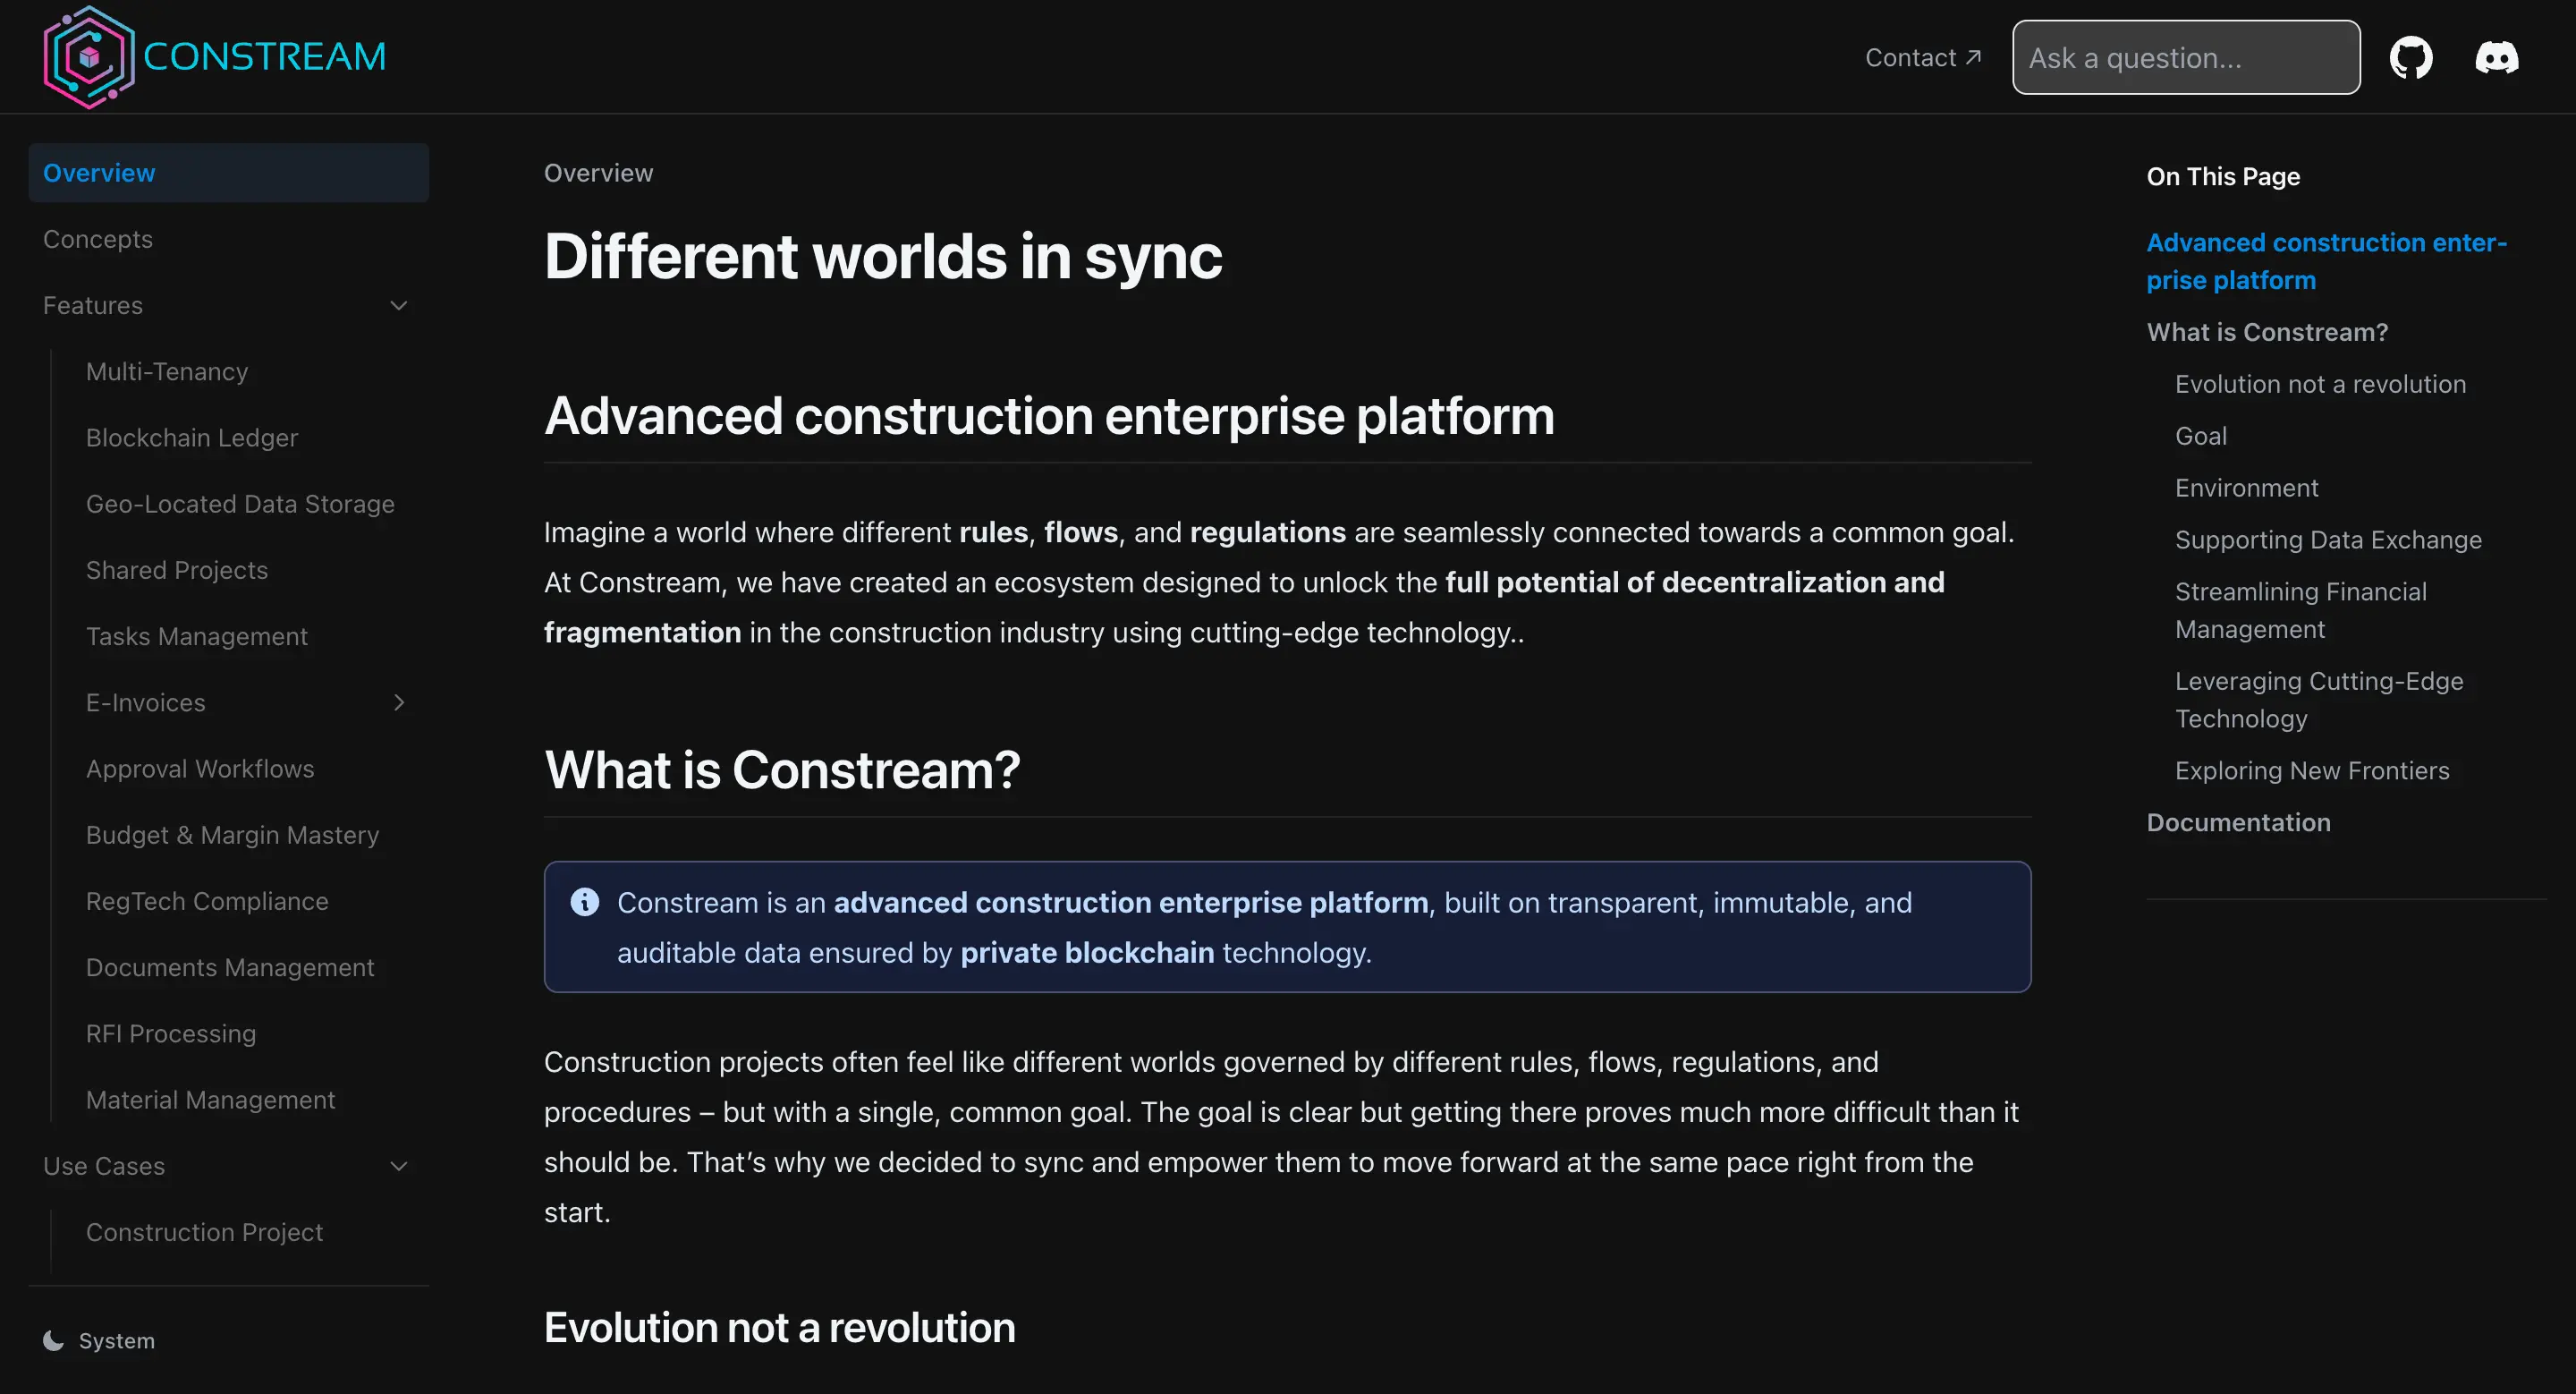 CONSTREAM
Contact ↗
Ask a question...
Overview
Concepts
Features
Multi-Tenancy
Blockchain Ledger
Geo-Located Data Storage
Shared Projects
Tasks Management
E-Invoices
Approval Workflows
Budget & Margin Mastery
RegTech Compliance
Documents Management
RFI Processing
Material Management
Use Cases
Construction Project
System
Overview
Different worlds in sync
Advanced construction enterprise platform
Imagine a world where different rules, flows, and regulations are seamlessly connected towards a common goal.
At Constream, we have created an ecosystem designed to unlock the full potential of decentralization and
fragmentation in the construction industry using cutting-edge technology..
What is Constream?
Constream is an advanced construction enterprise platform, built on transparent, immutable, and
auditable data ensured by private blockchain technology.
Construction projects often feel like different worlds governed by different rules, flows, regulations, and
procedures – but with a single, common goal. The goal is clear but getting there proves much more difficult than it
should be. That’s why we decided to sync and empower them to move forward at the same pace right from the
start.
Evolution not a revolution
On This Page
Advanced construction enter-
prise platform
What is Constream?
Evolution not a revolution
Goal
Environment
Supporting Data Exchange
Streamlining Financial
Management
Leveraging Cutting-Edge
Technology
Exploring New Frontiers
Documentation